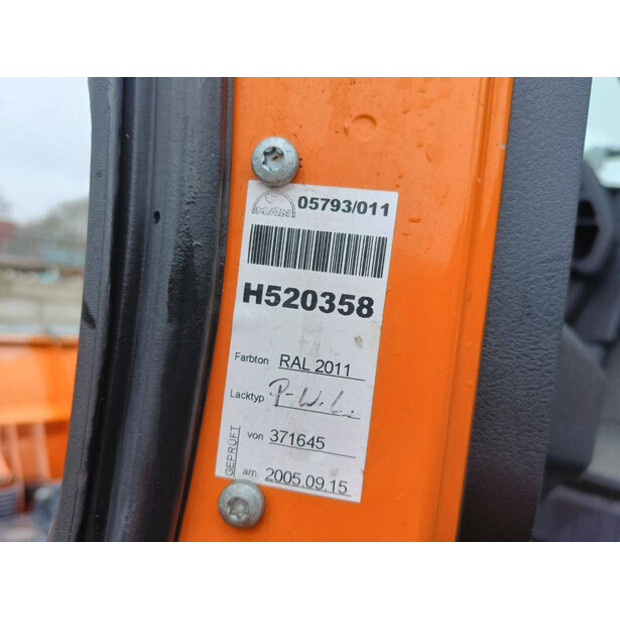 MAN 05793/011
H520358
Farbton RAL 2011
Lacktyp P-W.L.
GEPRÜFT
von 371645
am 2005.09.15